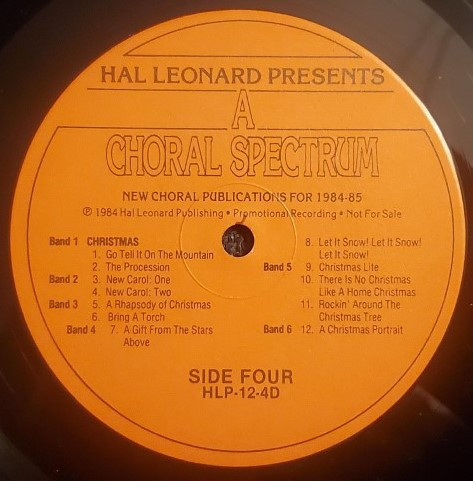 HAL LEONARD PRESENTS
A
CHORAL SPECTRUM
NEW CHORAL PUBLICATIONS FOR 1984-85
℗ 1984 Hal Leonard Publishing • Promotional Recording • Not For Sale
Band 1 CHRISTMAS
1. Go Tell It On The Mountain
2. The Procession
Band 2 3. New Carol: One
4. New Carol: Two
Band 3 5. A Rhapsody of Christmas
6. Bring A Torch
Band 4 7. A Gift From The Stars
Above
8. Let It Snow! Let It Snow!
Let It Snow!
Band 5 9. Christmas Lite
10. There Is No Christmas
Like A Home Christmas
11. Rockin' Around The
Christmas Tree
Band 6 12. A Christmas Portrait
SIDE FOUR
HLP-12-4D